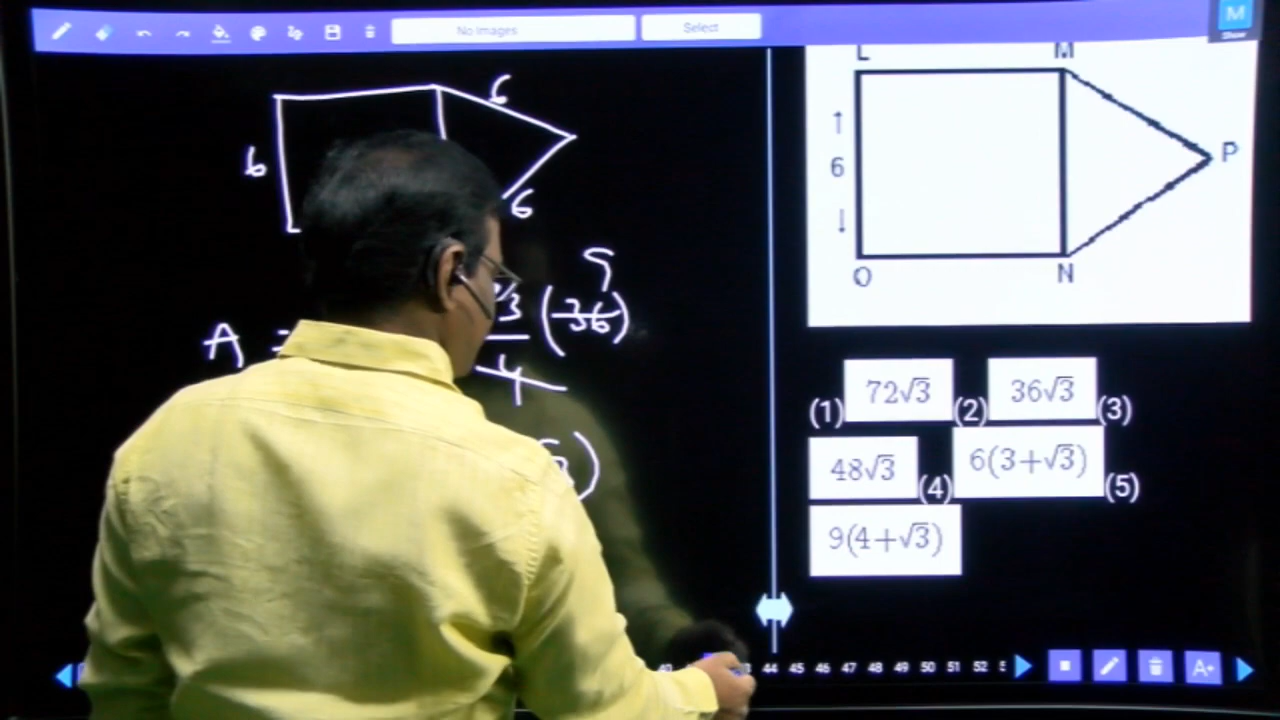 No Images
Select
M
Show
6
6
6
A =
√3
4
(36)
9
)
L M
6
P
O N
(1) 72√3 (2) 36√3 (3)
48√3 (4) 6(3+√3) (5)
9(4+√3)
44 45 46 47 48 49 50 51 52
A+